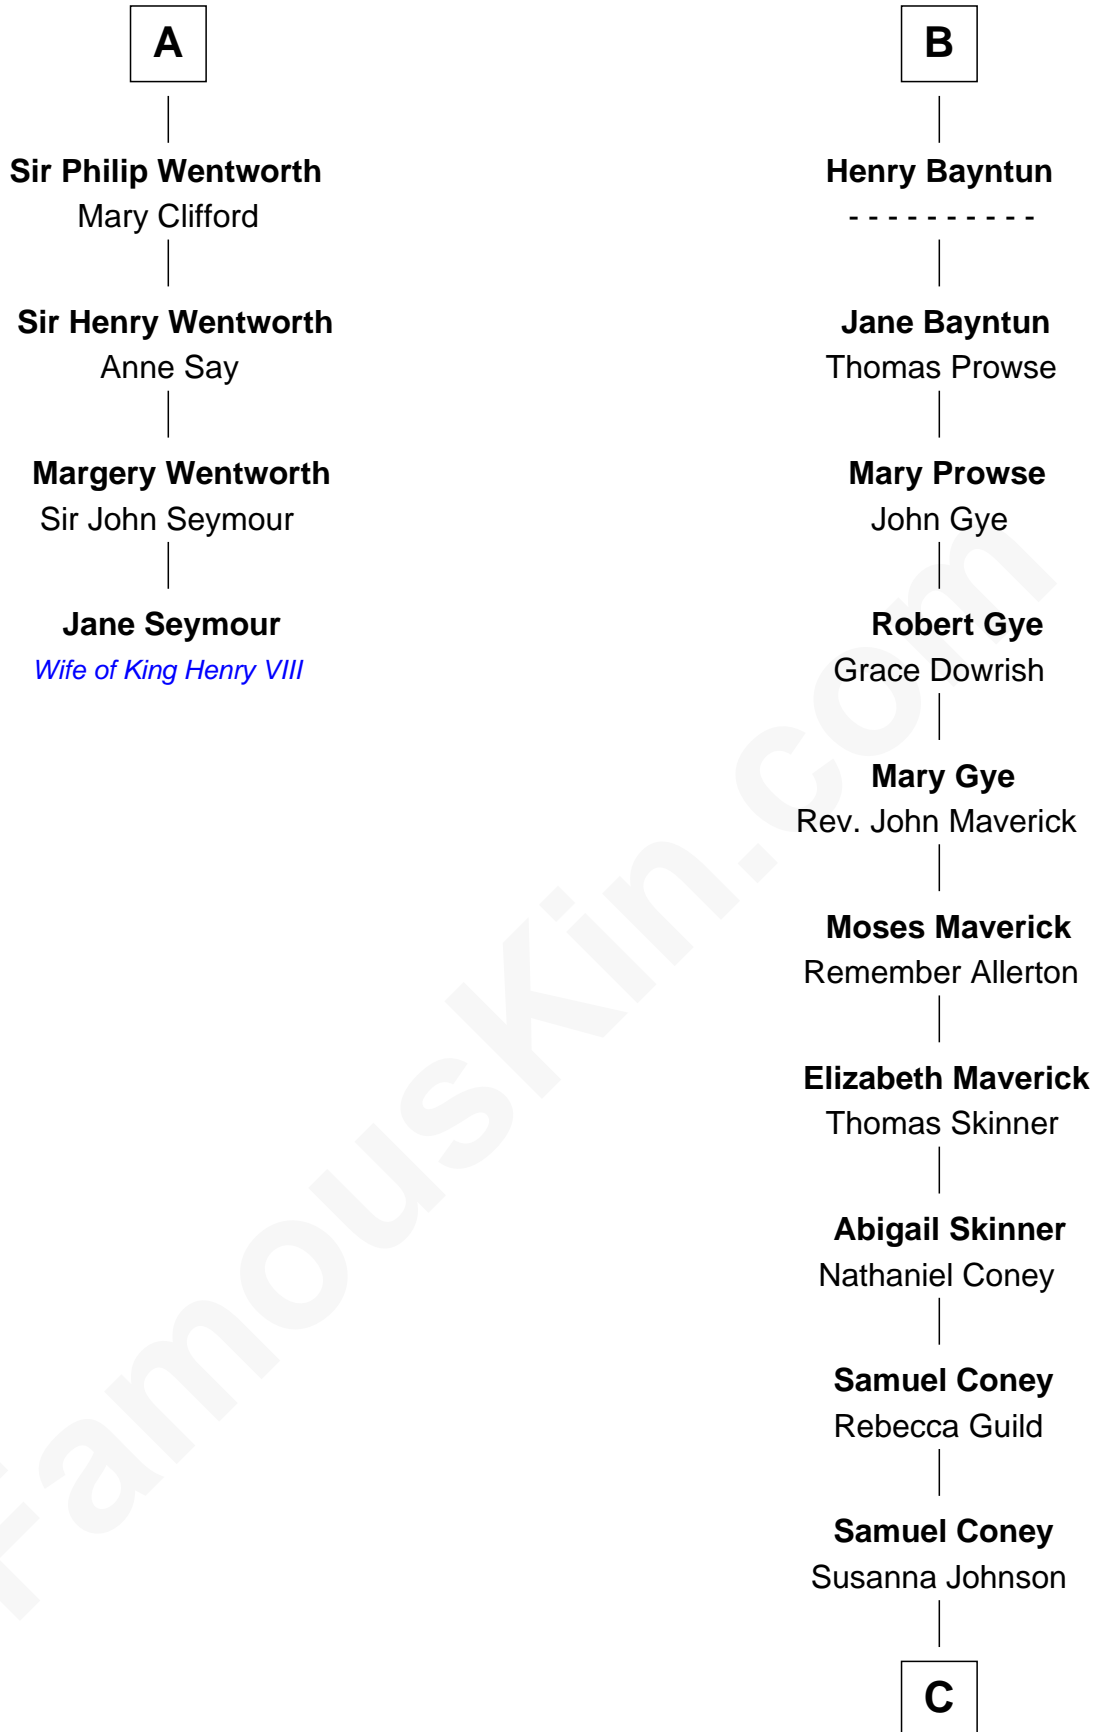 A
Sir Philip Wentworth
Mary Clifford
Sir Henry Wentworth
Anne Say
Margery Wentworth
Sir John Seymour
Jane Seymour
Wife of King Henry VIII
B
Henry Bayntun
- - - - - - - - - -
Jane Bayntun
Thomas Prowse
Mary Prowse
John Gye
Robert Gye
Grace Dowrish
Mary Gye
Rev. John Maverick
Moses Maverick
Remember Allerton
Elizabeth Maverick
Thomas Skinner
Abigail Skinner
Nathaniel Coney
Samuel Coney
Rebecca Guild
Samuel Coney
Susanna Johnson
C
FamousKin.com